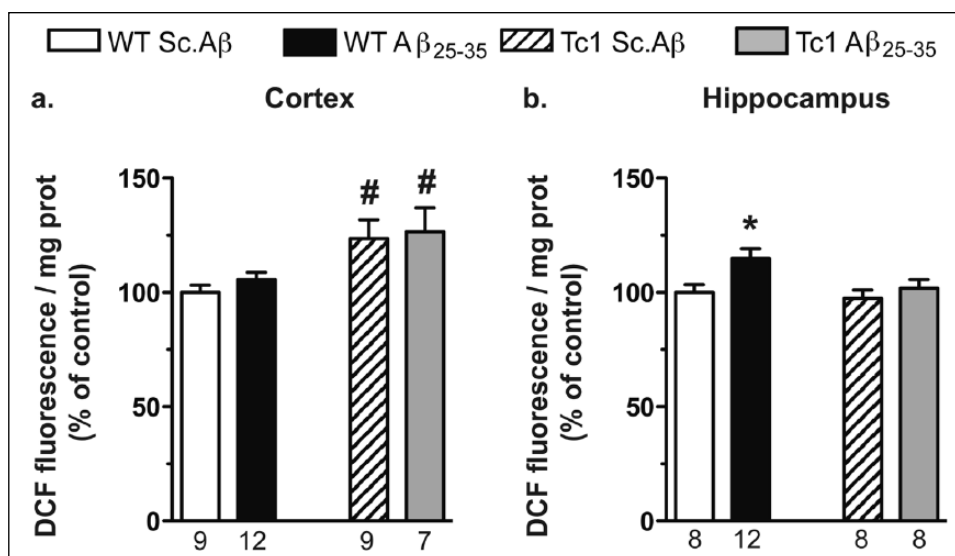 WT Sc.Aβ WT Aβ25-35 Tc1 Sc.Aβ Tc1 Aβ25-35
a. Cortex
DCF fluorescence / mg prot
(% of control)
150
100
50
0
# #
9 12 9 7
b. Hippocampus
DCF fluorescence / mg prot
(% of control)
150
100
50
0
*
8 12 8 8